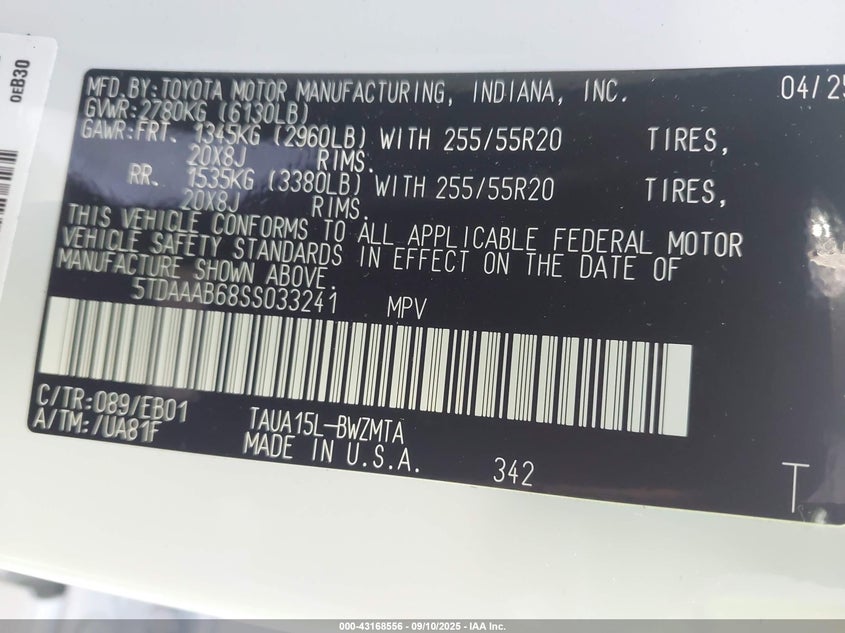 0EB30
MFD. BY: TOYOTA MOTOR MANUFACTURING, INDIANA, INC. 04/25
GVWR: 2780KG (6130LB)
GAWR: FRT. 1345KG (2960LB) WITH 255/55R20 TIRES,
20X8J RIMS.
RR. 1535KG (3380LB) WITH 255/55R20 TIRES,
20X8J RIMS.
THIS VEHICLE CONFORMS TO ALL APPLICABLE FEDERAL MOTOR
VEHICLE SAFETY STANDARDS IN EFFECT ON THE DATE OF
MANUFACTURE SHOWN ABOVE.
5TDAAAB68SS033241 MPV
C/TR: 089/EB01 TAUA15L-BWZMTA
A/TM: /UA81F MADE IN U.S.A. 342
T
000-43168556 - 09/10/2025 - IAA Inc.